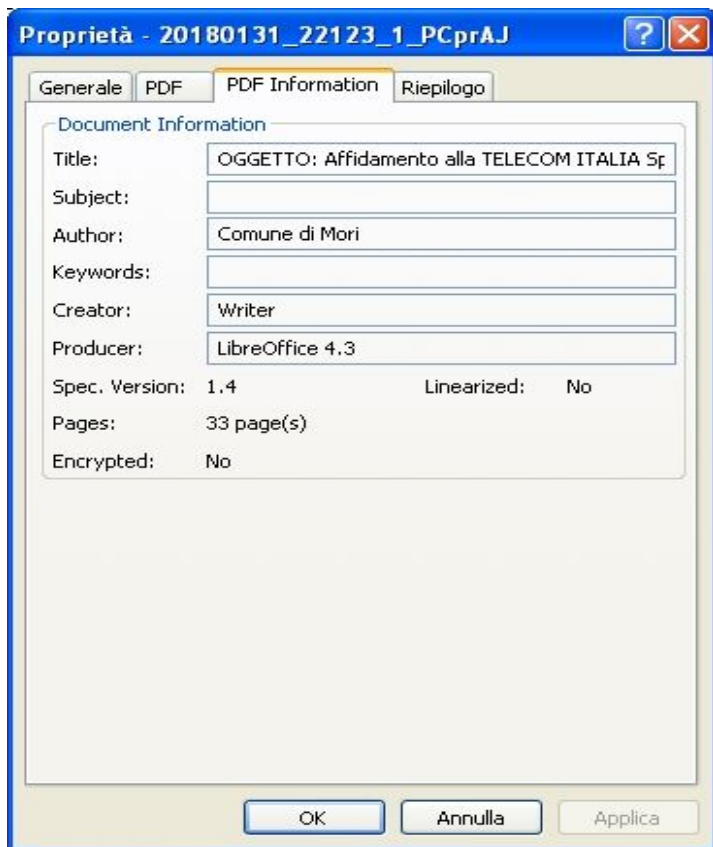 Proprietà - 20180131_22123_1_PCprAJ
Generale PDF PDF Information Riepilogo
Document Information
Title: OGGETTO: Affidamento alla TELECOM ITALIA Sp
Subject:
Author: Comune di Mori
Keywords:
Creator: Writer
Producer: LibreOffice 4.3
Spec. Version: 1.4 Linearized: No
Pages: 33 page(s)
Encrypted: No
OK Annulla Applica